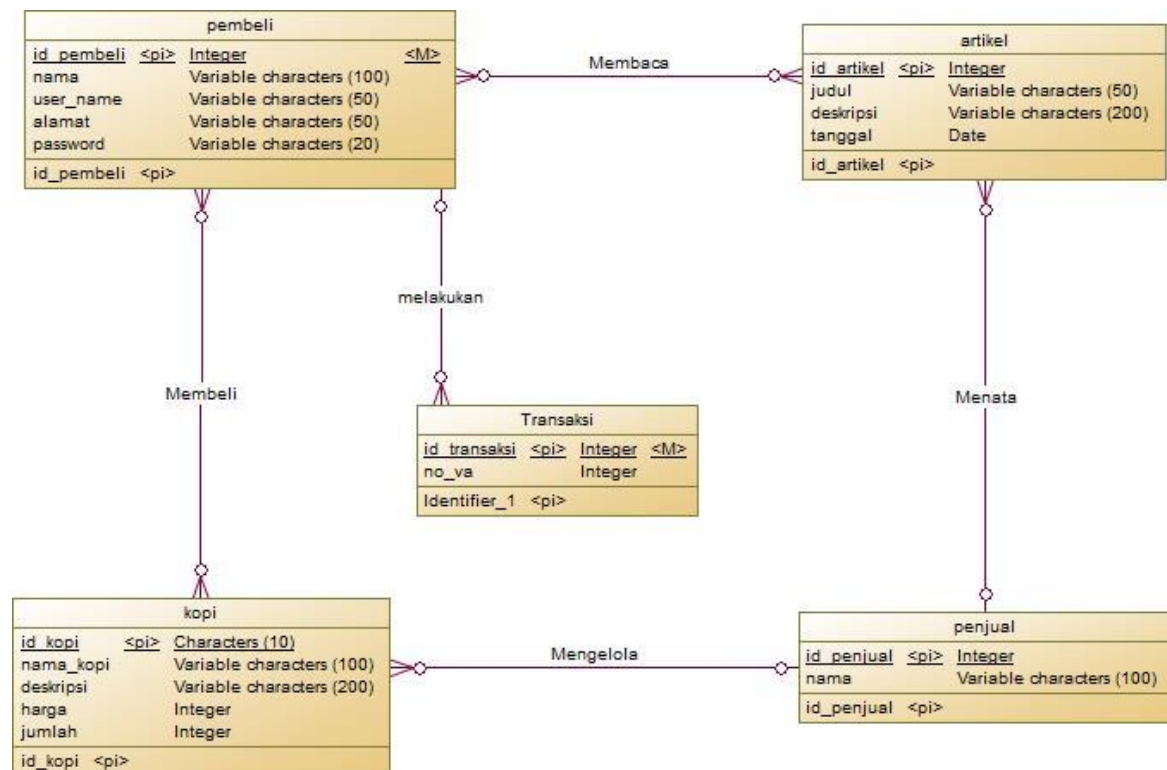 pembeli
id_pembeli <pi> Integer <M>
nama Variable characters (100)
user_name Variable characters (50)
alamat Variable characters (50)
password Variable characters (20)
id_pembeli <pi>
Membaca
artikel
id_artikel <pi> Integer
judul Variable characters (50)
deskripsi Variable characters (200)
tanggal Date
id_artikel <pi>
melakukan
Membeli
Menata
Transaksi
id_transaksi <pi> Integer <M>
no_va Integer
Identifier_1 <pi>
kopi
id_kopi <pi> Characters (10)
nama_kopi Variable characters (100)
deskripsi Variable characters (200)
harga Integer
jumlah Integer
id_kopi <pi>
Mengelola
penjual
id_penjual <pi> Integer
nama Variable characters (100)
id_penjual <pi>